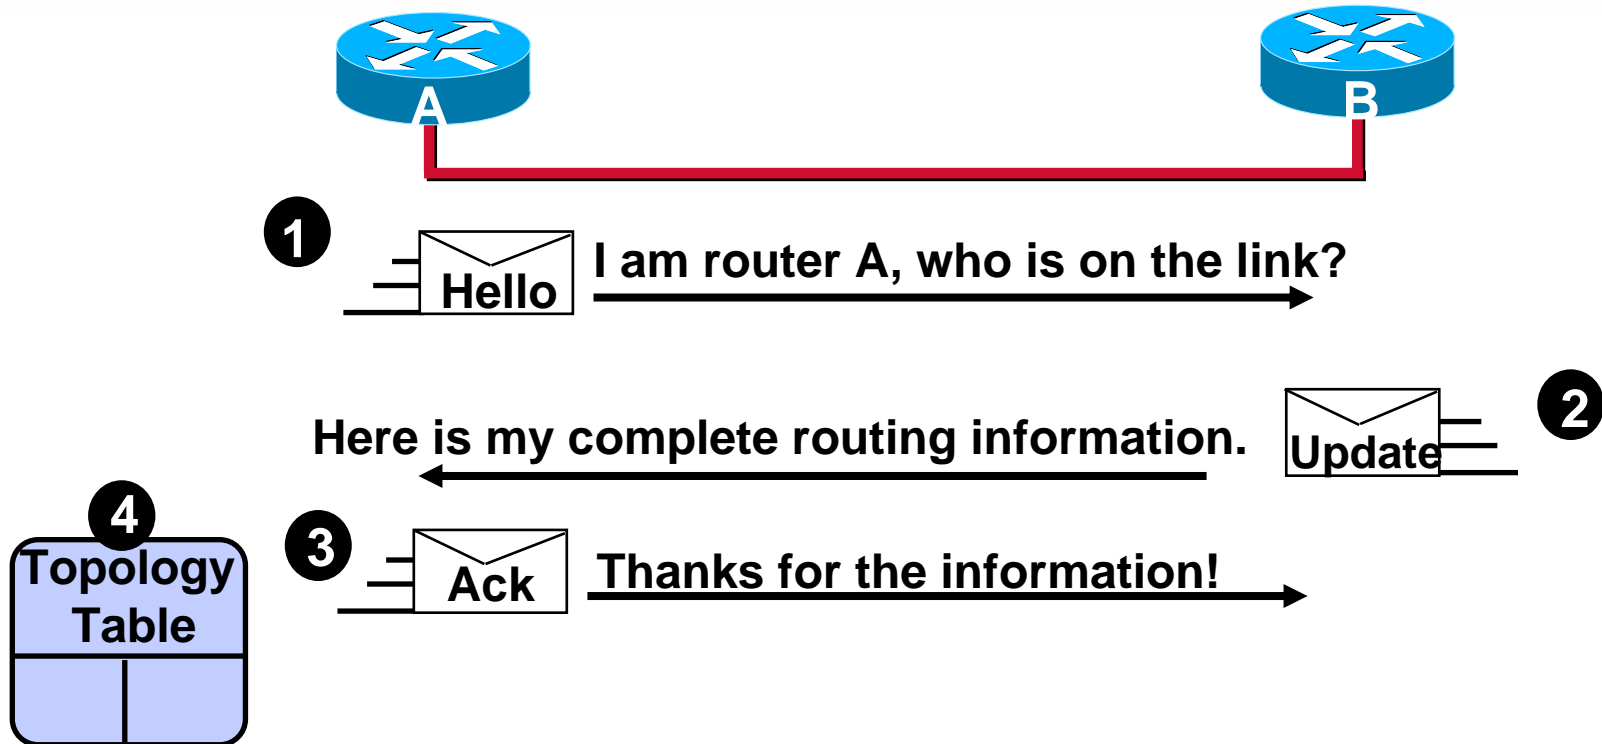 A
B
1
Hello
I am router A, who is on the link?
2
Here is my complete routing information.
Update
4
Topology
Table
3
Ack
Thanks for the information!